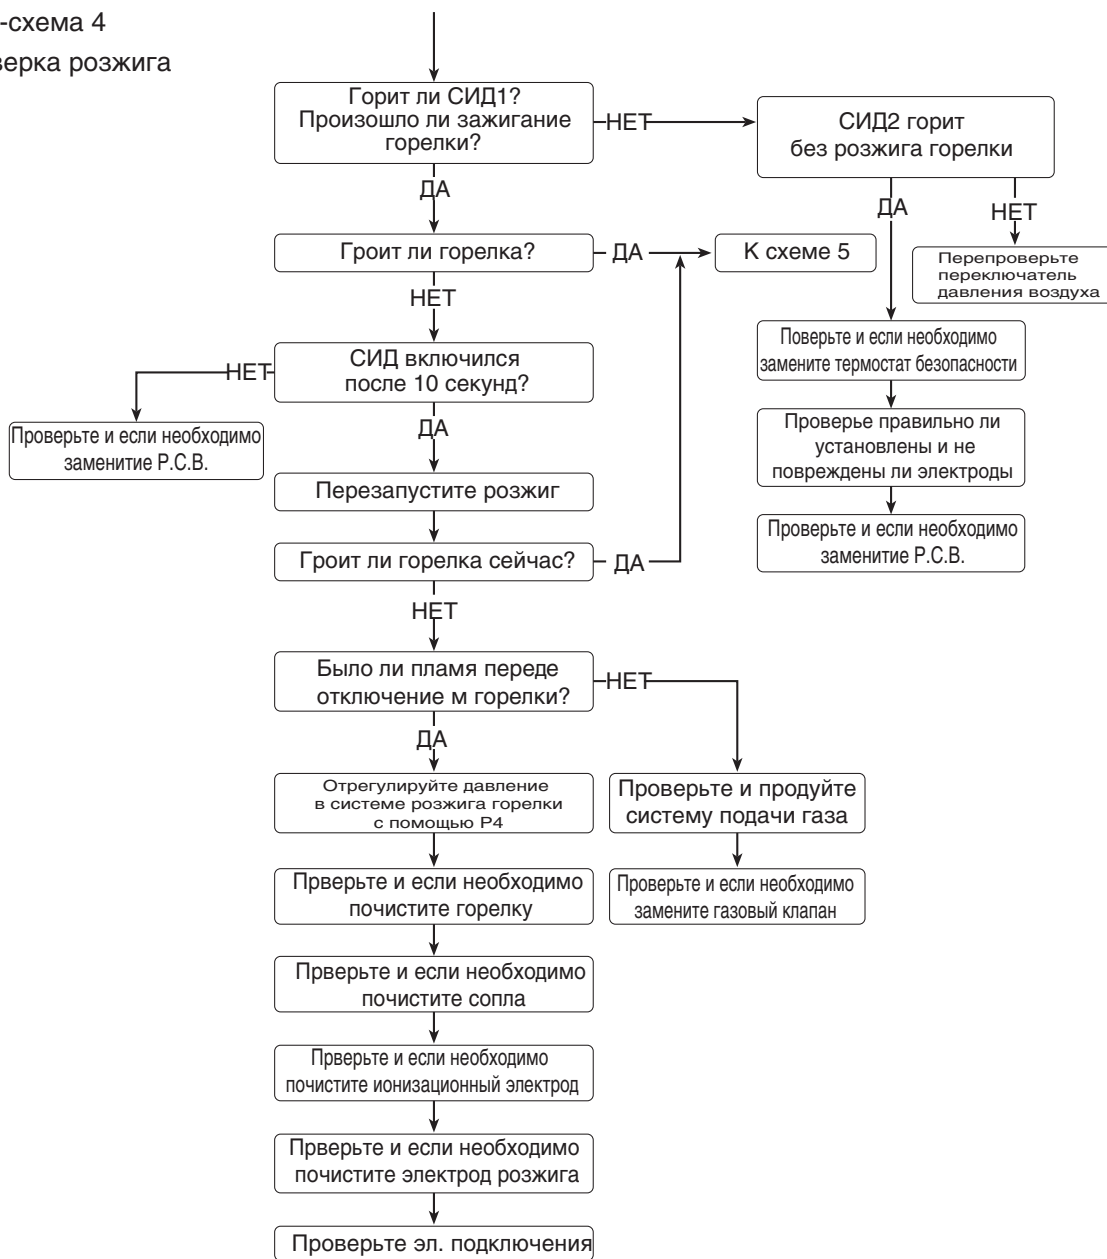 -схема 4
верка розжига
Горит ли СИД1?
Произошло ли зажигание
горелки?
НЕТ
СИД2 горит
без розжига горелки
ДА
ДА
НЕТ
Гроит ли горелка?
ДА
К схеме 5
Перепроверьте
переключатель
давления воздуха
НЕТ
Поверьте и если необходимо
замените термостат безопасности
СИД включился
после 10 секунд?
НЕТ
Проверьте и если необходимо
заменитие P.C.B.
ДА
Проверье правильно ли
установлены и не
повреждены ли электроды
Перезапустите розжиг
Проверьте и если необходимо
заменитие P.C.B.
Гроит ли горелка сейчас?
ДА
НЕТ
Было ли пламя переде
отключение м горелки?
НЕТ
ДА
Отрегулируйте давление
в системе розжига горелки
с помощью P4
Проверьте и продуйте
систему подачи газа
Прверьте и если необходимо
почистите горелку
Проверьте и если необходимо
замените газовый клапан
Прверьте и если необходимо
почистите сопла
Прверьте и если необходимо
почистите ионизационный электрод
Прверьте и если необходимо
почистите электрод розжига
Проверьте эл. подключения